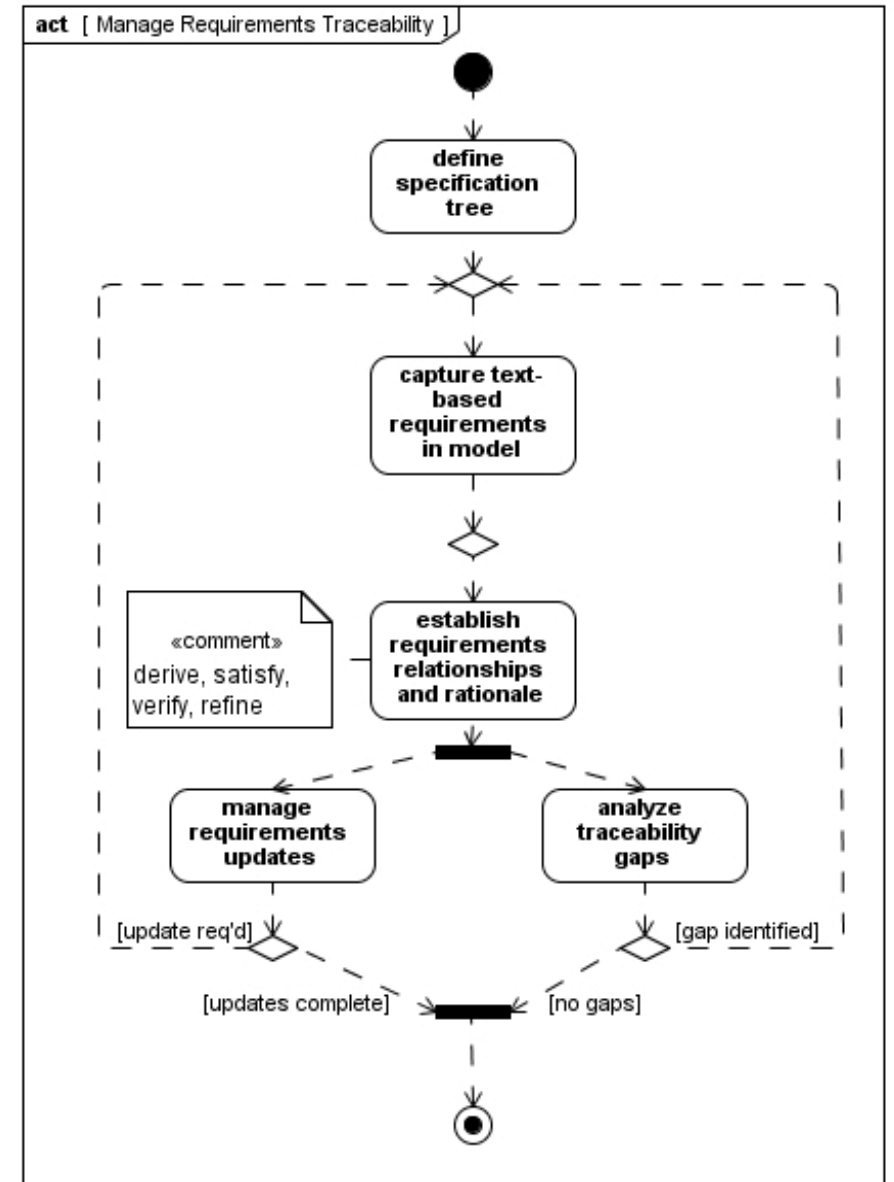 act [ Manage Requirements Traceability ]
define
specification
tree
capture text-
based
requirements
in model
«comment»
derive, satisfy,
verify, refine
establish
requirements
relationships
and rationale
manage
requirements
updates
analyze
traceability
gaps
[update req'd]
[gap identified]
[updates complete]
[no gaps]